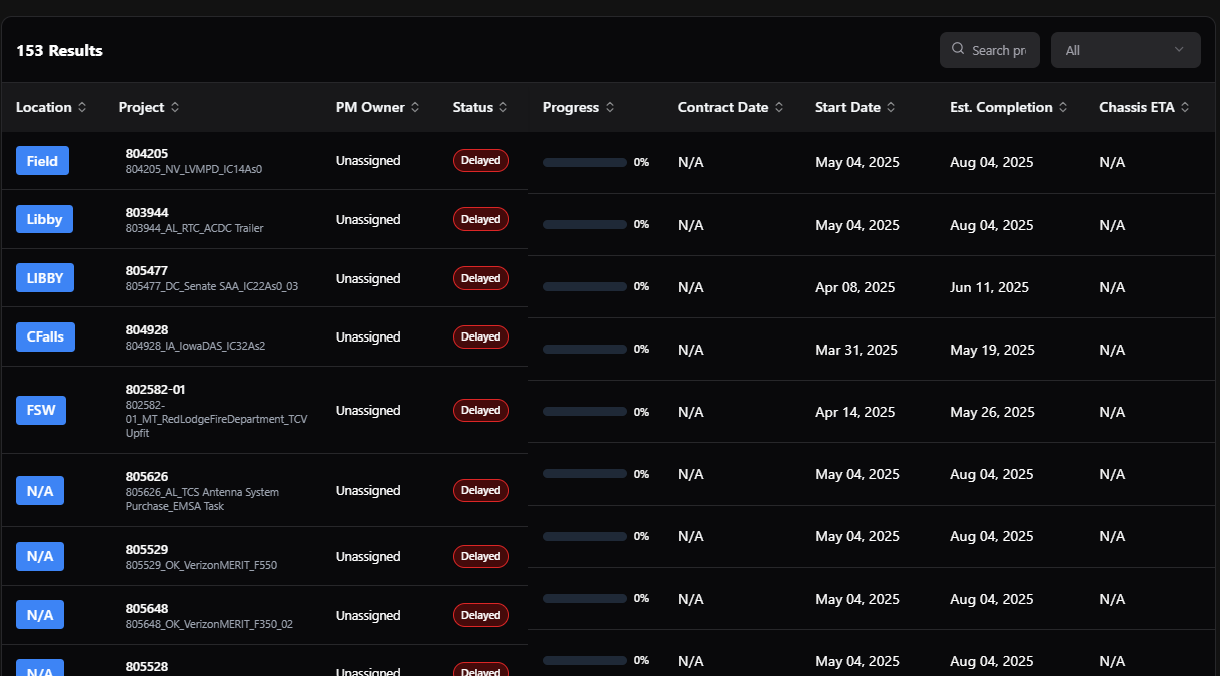 153 Results
Search pr
All
Location Project PM Owner Status Progress Contract Date Start Date Est. Completion Chassis ETA
Field 804205 Unassigned Delayed 0% N/A May 04, 2025 Aug 04, 2025 N/A
804205_NV_LVMPD_IC14As0
Libby 803944 Unassigned Delayed 0% N/A May 04, 2025 Aug 04, 2025 N/A
803944_AL_RTC_ACDC Trailer
LIBBY 805477 Unassigned Delayed 0% N/A Apr 08, 2025 Jun 11, 2025 N/A
805477_DC_Senate SAA_IC22As0_03
CFalls 804928 Unassigned Delayed 0% N/A Mar 31, 2025 May 19, 2025 N/A
804928_IA_IowaDAS_IC32As2
FSW 802582-01 Unassigned Delayed 0% N/A Apr 14, 2025 May 26, 2025 N/A
802582-
01_MT_RedLodgeFireDepartment_TCV
Upfit
N/A 805626 Unassigned Delayed 0% N/A May 04, 2025 Aug 04, 2025 N/A
805626_AL_TCS Antenna System
Purchase_EMSA Task
N/A 805529 Unassigned Delayed 0% N/A May 04, 2025 Aug 04, 2025 N/A
805529_OK_VerizonMERIT_F550
N/A 805648 Unassigned Delayed 0% N/A May 04, 2025 Aug 04, 2025 N/A
805648_OK_VerizonMERIT_F350_02
N/A 805528 Unassigned Delayed 0% N/A May 04, 2025 Aug 04, 2025 N/A